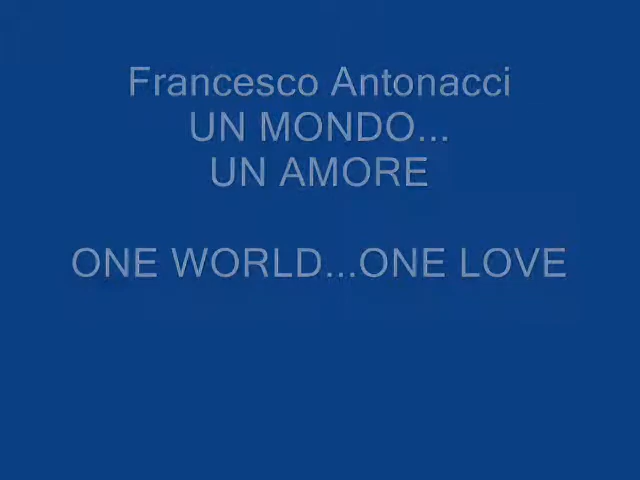 Francesco Antonacci
UN MONDO...
UN AMORE
ONE WORLD...ONE LOVE